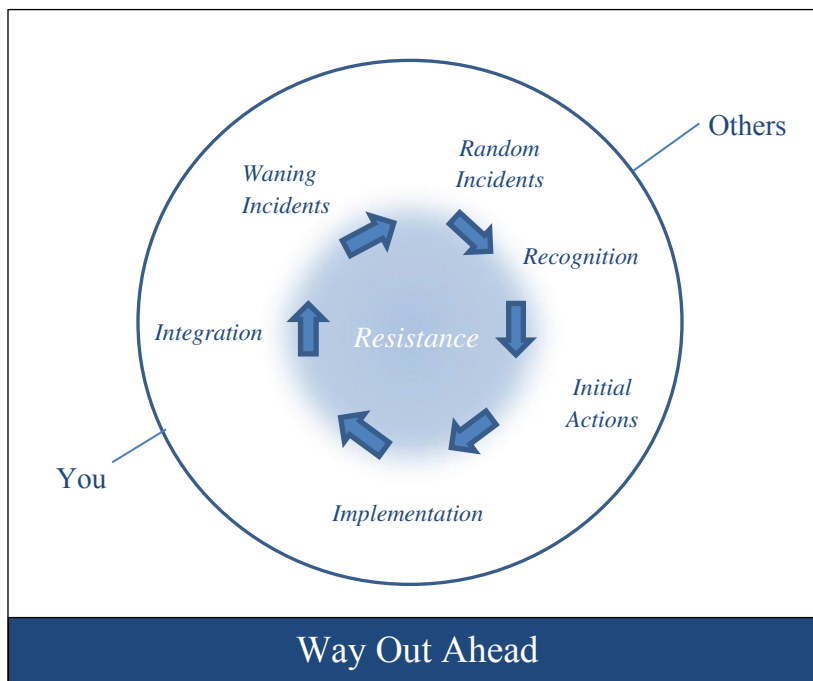 Others
Random
Incidents
Waning
Incidents
Recognition
Integration
Resistance
Initial
Actions
You
Implementation
Way Out Ahead